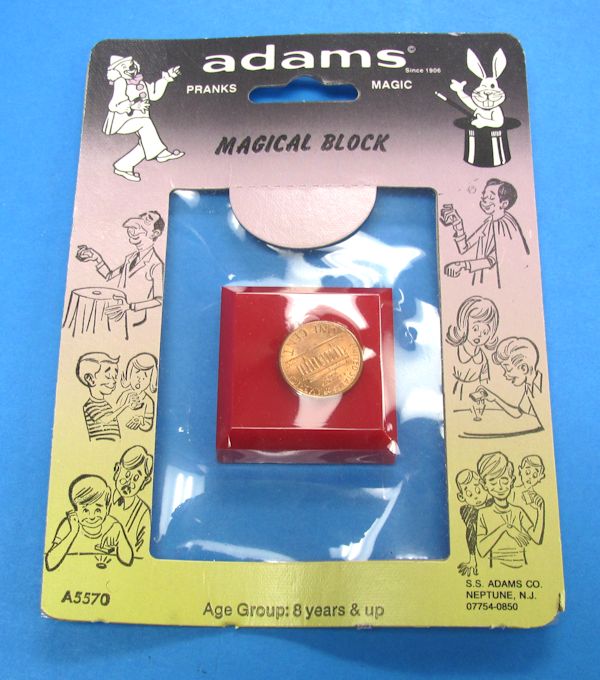 adams©
Since 1906
PRANKS MAGIC
MAGICAL BLOCK
A5570
Age Group: 8 years & up
S.S. ADAMS CO.
NEPTUNE, N.J.
07754-0850